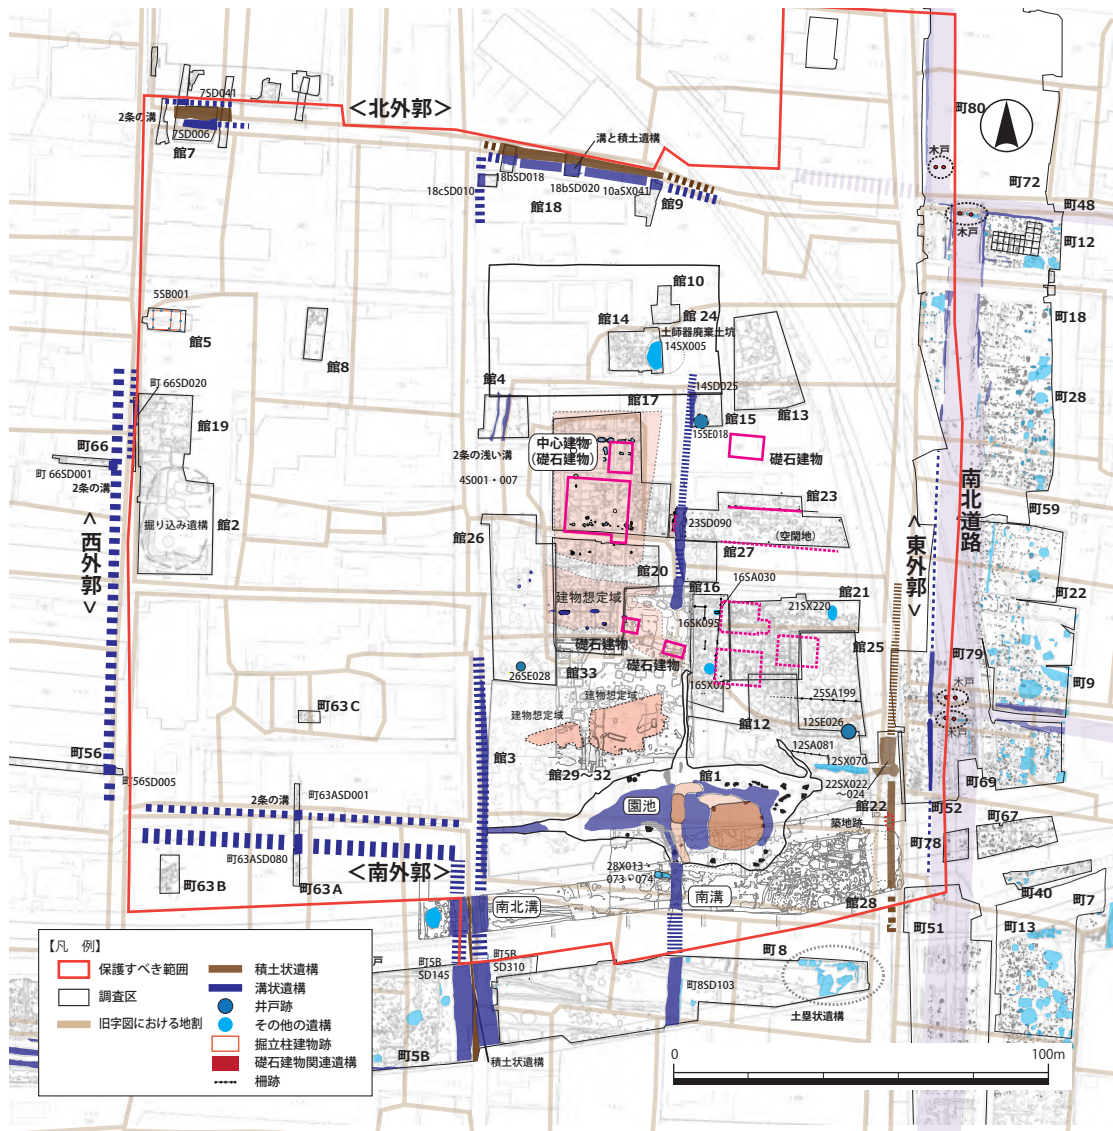 7SD041
＜北外郭＞
2条の溝
7SD006
館7
町80
木戸
溝と積土遺構
18bSD018
18cSD010
18bSD020
10aSX041
館18
館9
町72
町48
木戸
町12
館10
5SB001
館5
館14
館 24
土師器廃棄土坑
14SX005
町18
館8
館4
14SD025
館13
町28
町 66SD020
館17
館15
15SE018
館19
中心建物
（礎石建物）
礎石建物
町66
町 66SD001
2条の溝
2条の浅い溝
4S001・007
館23
南北道路
町59
＜西外郭＞
掘り込み遺構
館2
館26
23SD090
（空閑地）
＜東外郭＞
館27
館20
館16
16SA030
町22
建物想定域
21SX220
館21
16SK095
礎石建物
館25
礎石建物
館33
26SE028
町79
16SX075
町9
建物想定域
25SA199
木戸
町63C
建物想定域
館12
12SE026
木戸
町56
館3
12SA081
12SX070
町56SD005
館29～32
館1
22SX022
～024
町69
2条の溝
町63ASD001
園池
館22
町52
築地跡
町67
町63ASD080
町78
＜南外郭＞
28X013・
073・074
町63B
町63A
町40
南北溝
南溝
館28
町7
町51
町13
【凡　例】
保護すべき範囲
積土状遺構
調査区
溝状遺構
井戸跡
旧字図における地割
その他の遺構
掘立柱建物跡
礎石建物関連遺構
柵跡
戸
町5B
SD145
町5B
SD310
町8
町8SD103
土塁状遺構
町5B
積土状遺構
0
100m